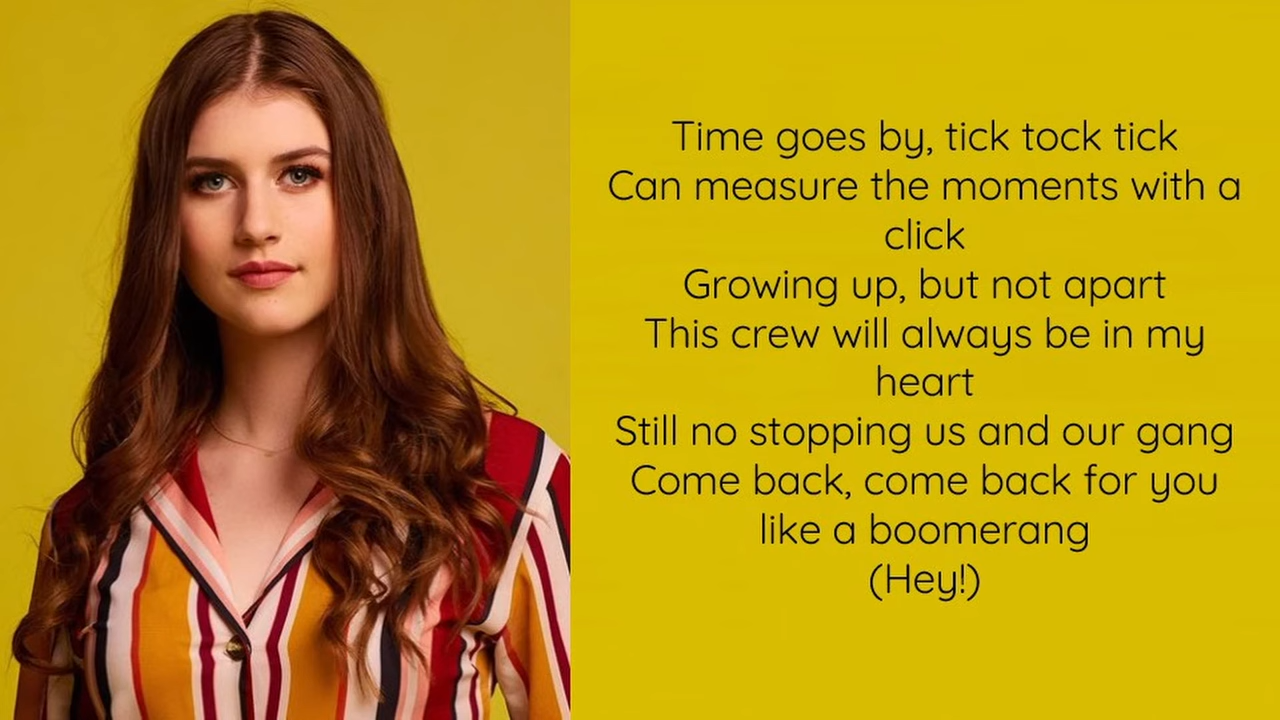 Time goes by, tick tock tick
Can measure the moments with a
click
Growing up, but not apart
This crew will always be in my
heart
Still no stopping us and our gang
Come back, come back for you
like a boomerang
(Hey!)